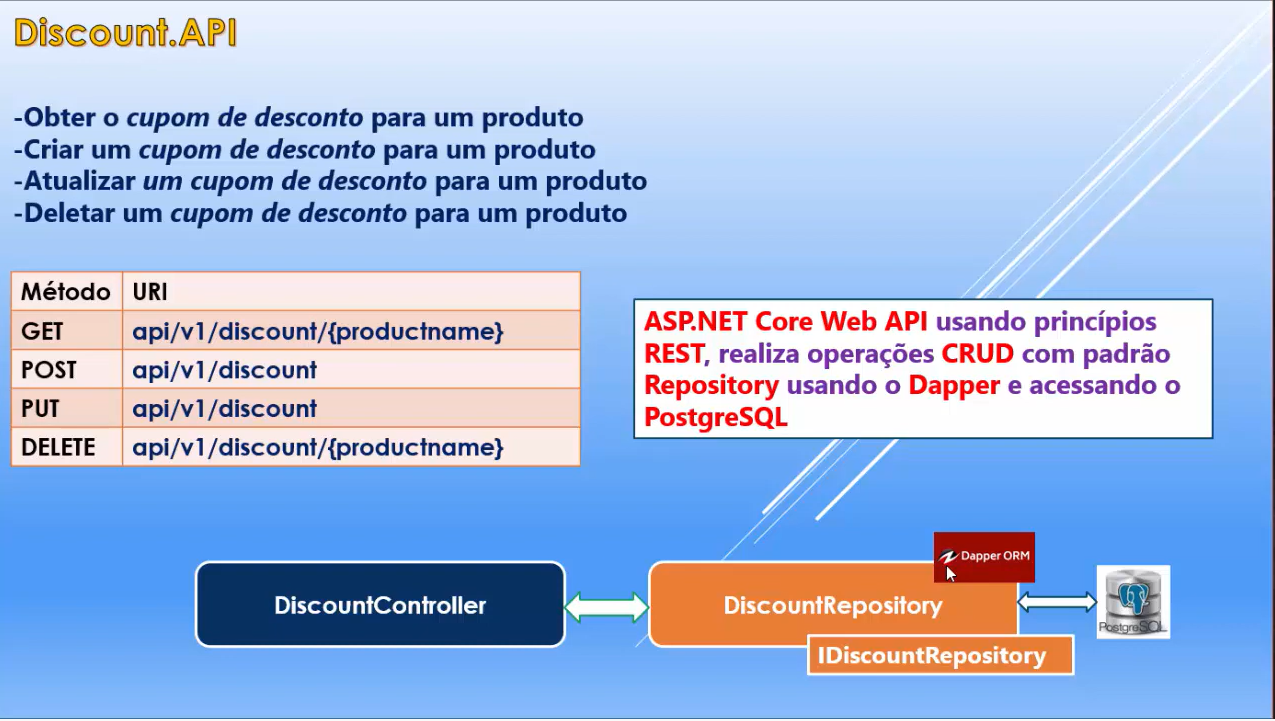 Discount.API
-Obter o cupom de desconto para um produto
-Criar um cupom de desconto para um produto
-Atualizar um cupom de desconto para um produto
-Deletar um cupom de desconto para um produto
Método URI
GET api/v1/discount/{productname}
POST api/v1/discount
PUT api/v1/discount
DELETE api/v1/discount/{productname}
ASP.NET Core Web API usando princípios
REST, realiza operações CRUD com padrão
Repository usando o Dapper e acessando o
PostgreSQL
Dapper ORM
DiscountController
DiscountRepository
PostgreSQL
IDiscountRepository